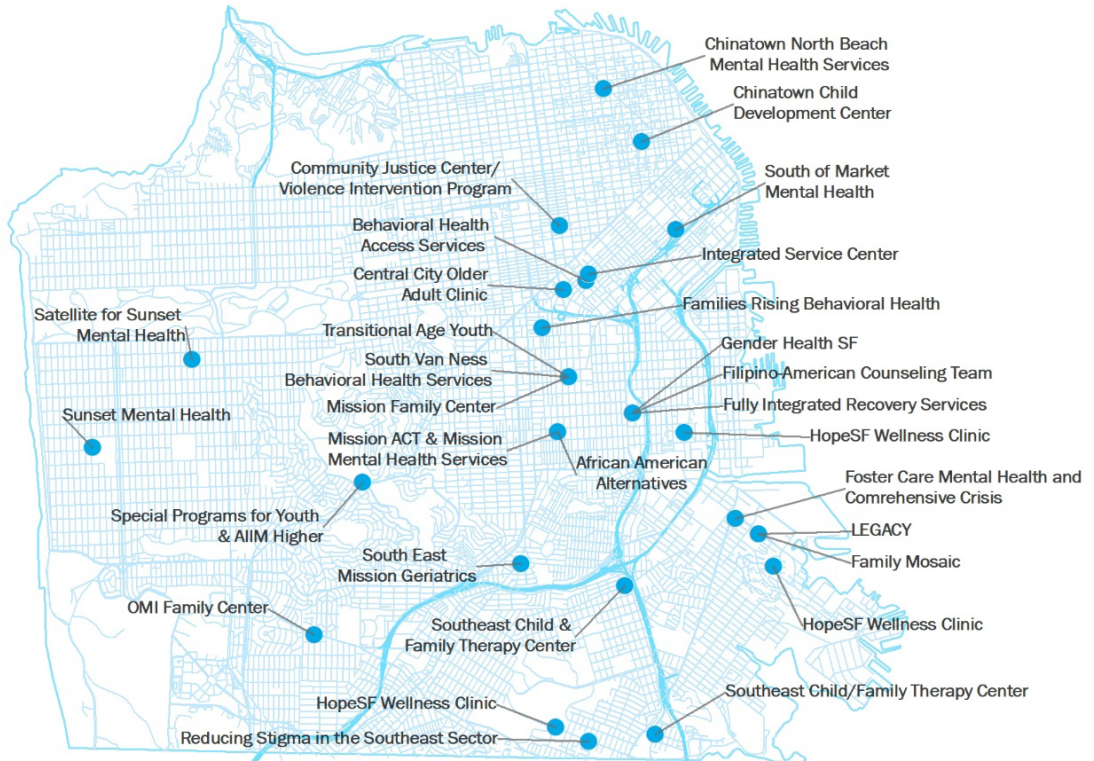 Chinatown North Beach
Mental Health Services
Chinatown Child
Development Center
Community Justice Center/
Violence Intervention Program
South of Market
Mental Health
Behavioral Health
Access Services
Integrated Service Center
Central City Older
Adult Clinic
Families Rising Behavioral Health
Satellite for Sunset
Mental Health
Transitional Age Youth
Gender Health SF
South Van Ness
Behavioral Health Services
Filipino-American Counseling Team
Mission Family Center
Fully Integrated Recovery Services
Sunset Mental Health
HopeSF Wellness Clinic
Mission ACT & Mission
Mental Health Services
African American
Alternatives
Foster Care Mental Health and
Comrehensive Crisis
Special Programs for Youth
& AIIM Higher
LEGACY
Family Mosaic
South East
Mission Geriatrics
OMI Family Center
Southeast Child &
Family Therapy Center
HopeSF Wellness Clinic
Southeast Child/Family Therapy Center
HopeSF Wellness Clinic
Reducing Stigma in the Southeast Sector